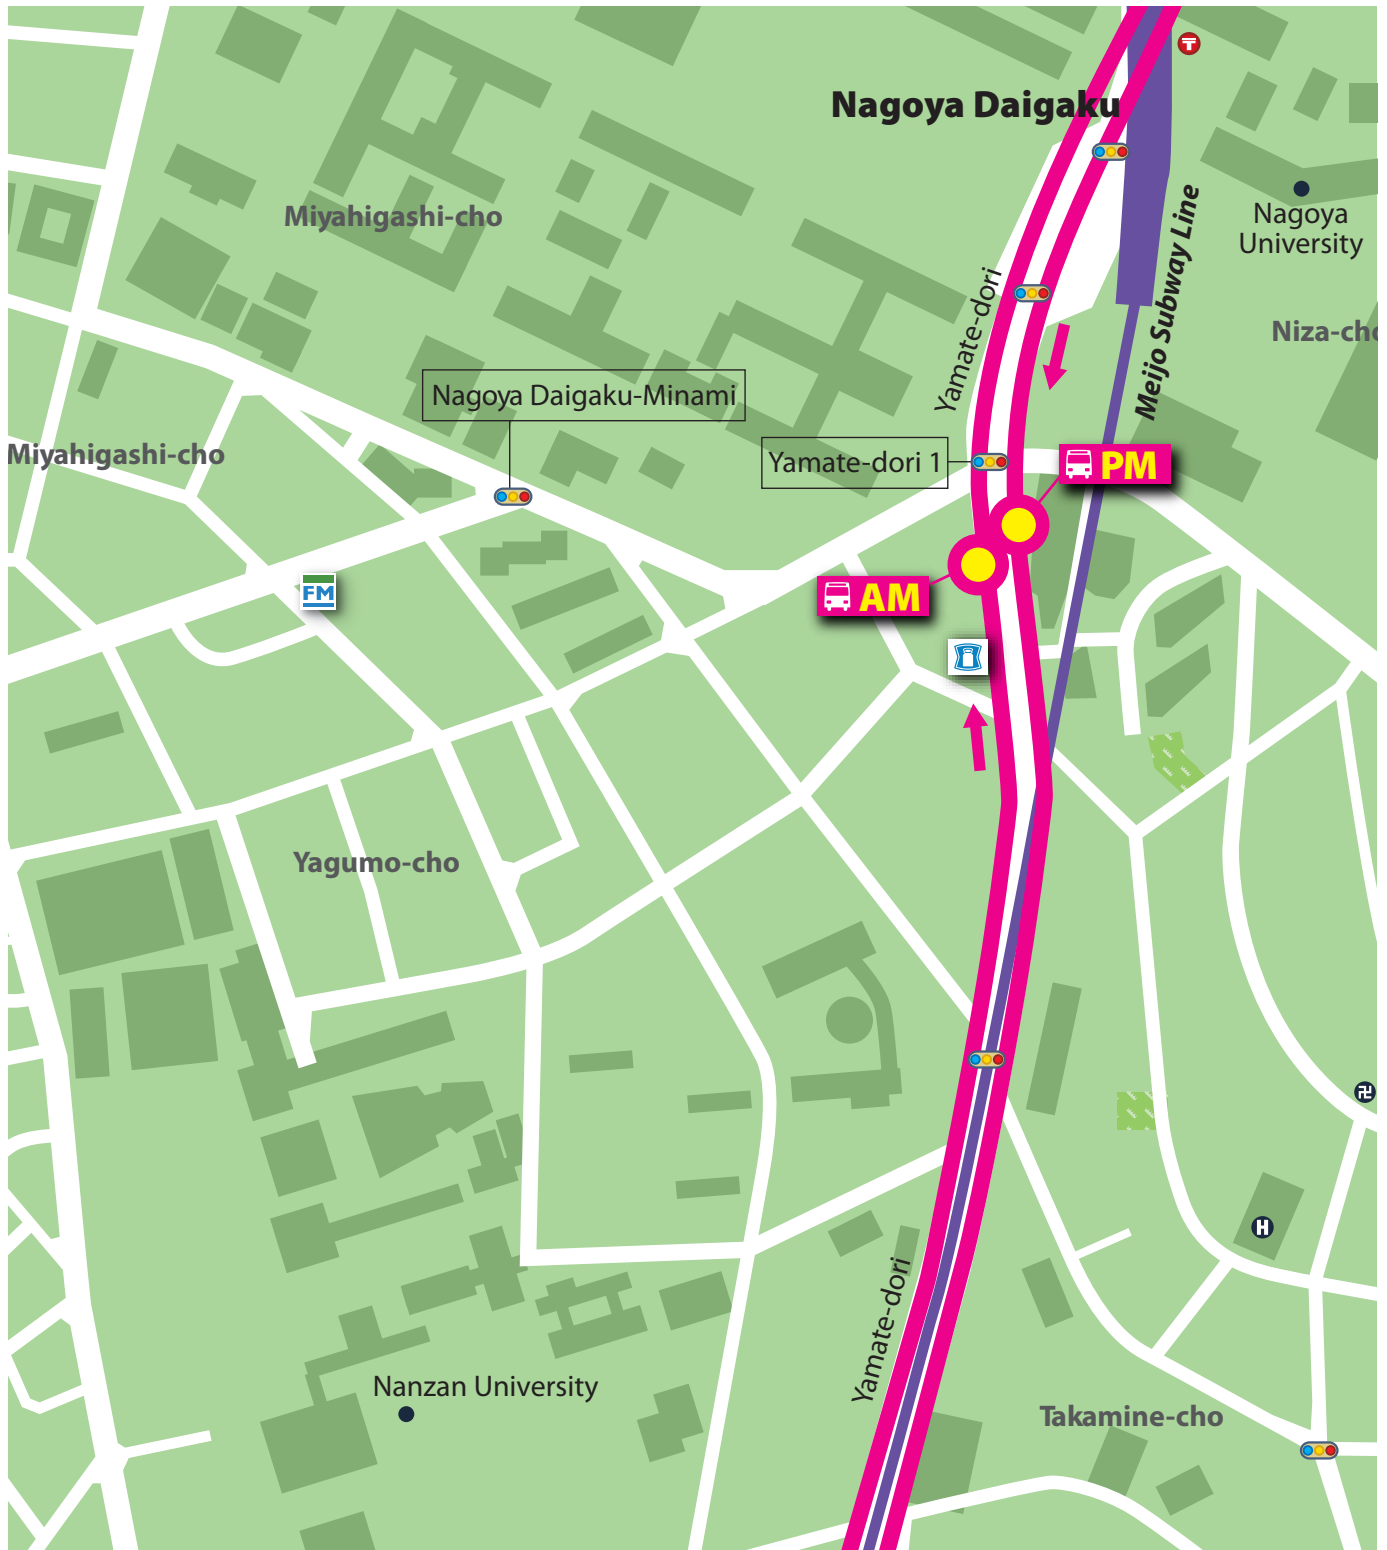 〒
Nagoya Daigaku
Nagoya
University
Miyahigashi-cho
Meijo Subway Line
Yamate-dori
Niza-cho
Nagoya Daigaku-Minami
Miyahigashi-cho
Yamate-dori 1
PM
FM
AM
Yagumo-cho
卍
H
Yamate-dori
Nanzan University
Takamine-cho